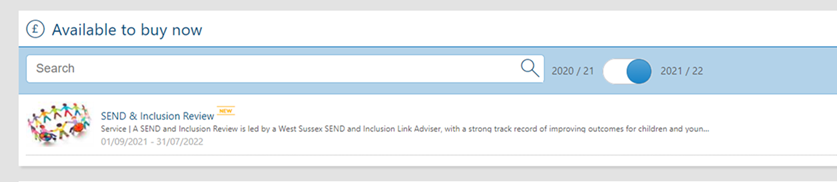 £ Available to buy now
Search 2020 / 21 2021 / 22
SEND & Inclusion Review NEW
Service | A SEND and Inclusion Review is led by a West Sussex SEND and Inclusion Link Adviser, with a strong track record of improving outcomes for children and youn...
01/09/2021 - 31/07/2022